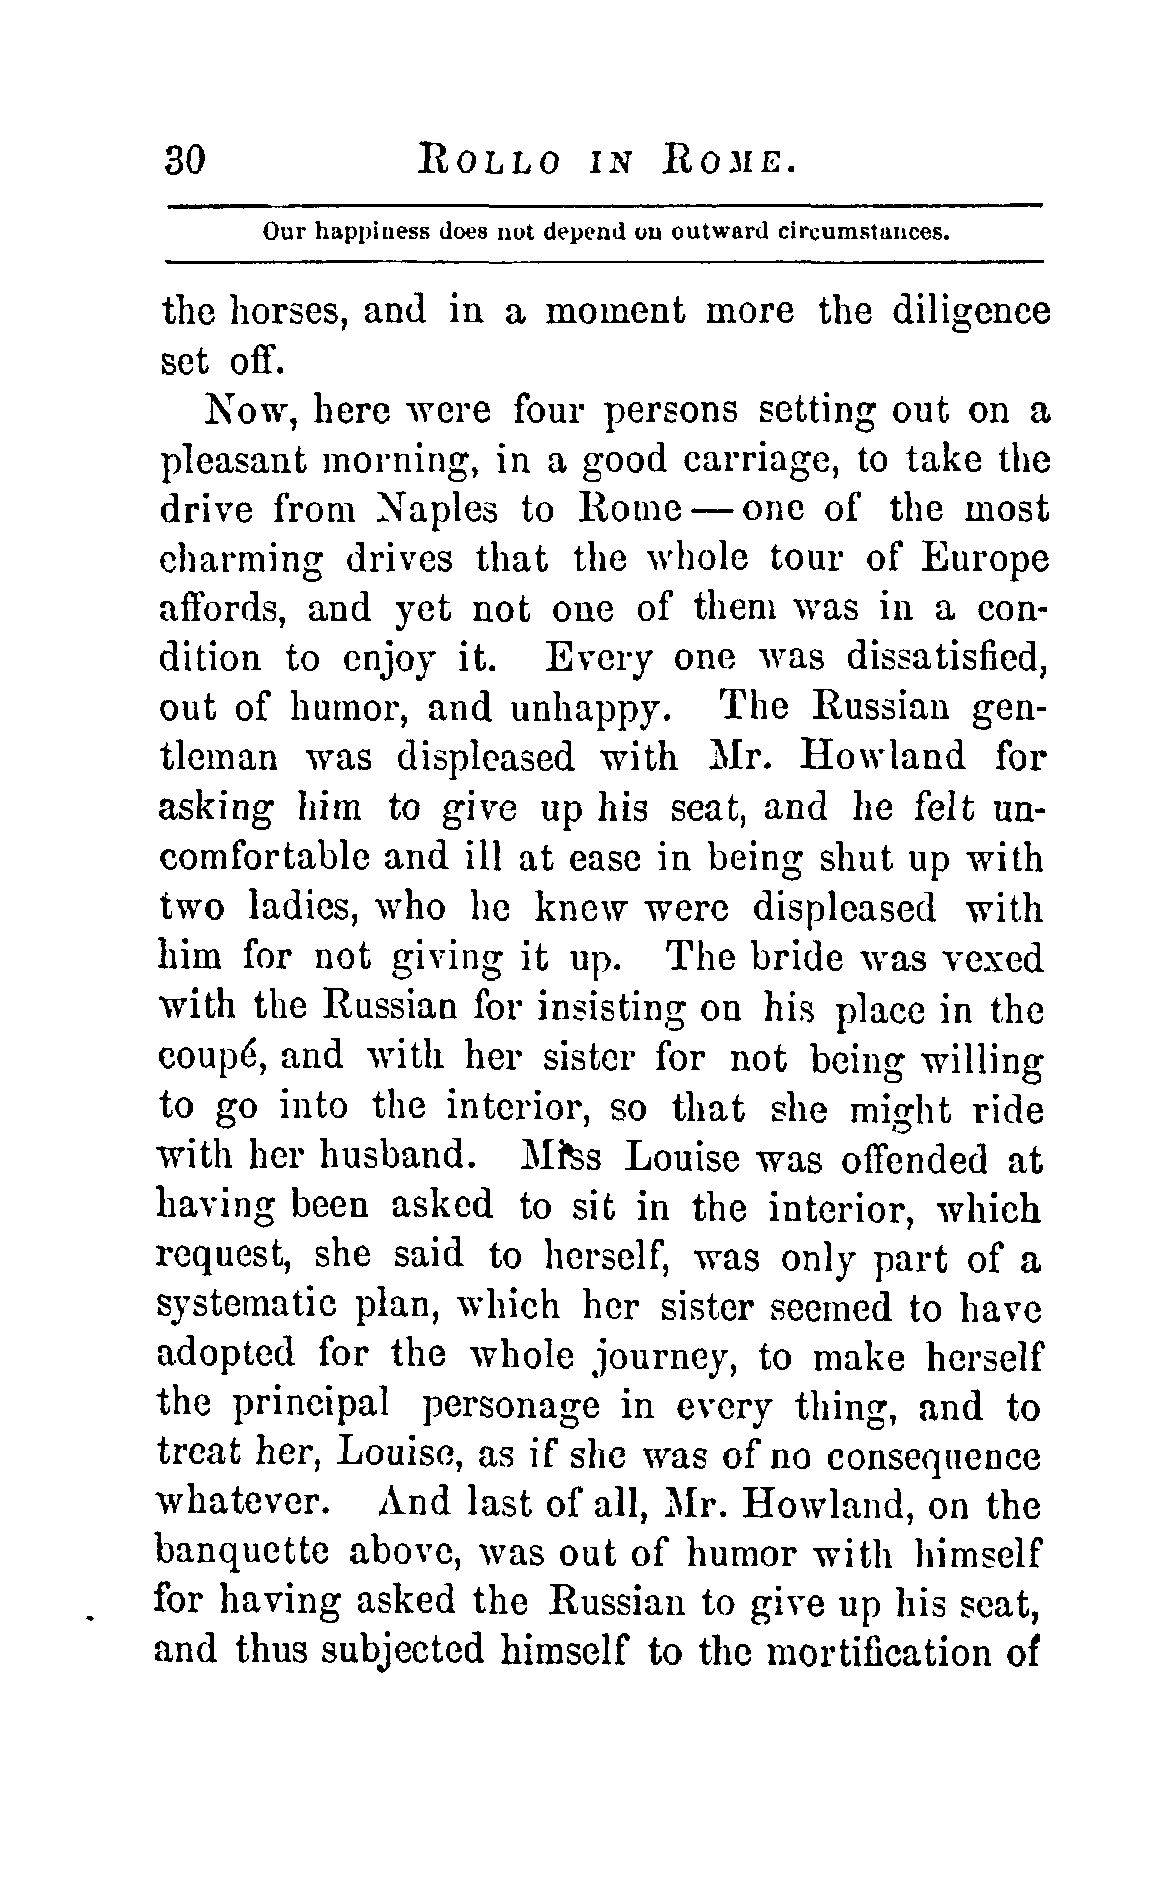 30 ROLLO IN ROME.
Our happiness does not depend on outward circumstances.
the horses, and in a moment more the diligence
set off.
Now, here were four persons setting out on a
pleasant morning, in a good carriage, to take the
drive from Naples to Rome — one of the most
charming drives that the whole tour of Europe
affords, and yet not one of them was in a con-
dition to enjoy it. Every one was dissatisfied,
out of humor, and unhappy. The Russian gen-
tleman was displeased with Mr. Howland for
asking him to give up his seat, and he felt un-
comfortable and ill at ease in being shut up with
two ladies, who he knew were displeased with
him for not giving it up. The bride was vexed
with the Russian for insisting on his place in the
coupé, and with her sister for not being willing
to go into the interior, so that she might ride
with her husband. Miss Louise was offended at
having been asked to sit in the interior, which
request, she said to herself, was only part of a
systematic plan, which her sister seemed to have
adopted for the whole journey, to make herself
the principal personage in every thing, and to
treat her, Louise, as if she was of no consequence
whatever. And last of all, Mr. Howland, on the
banquette above, was out of humor with himself
for having asked the Russian to give up his seat,
and thus subjected himself to the mortification of